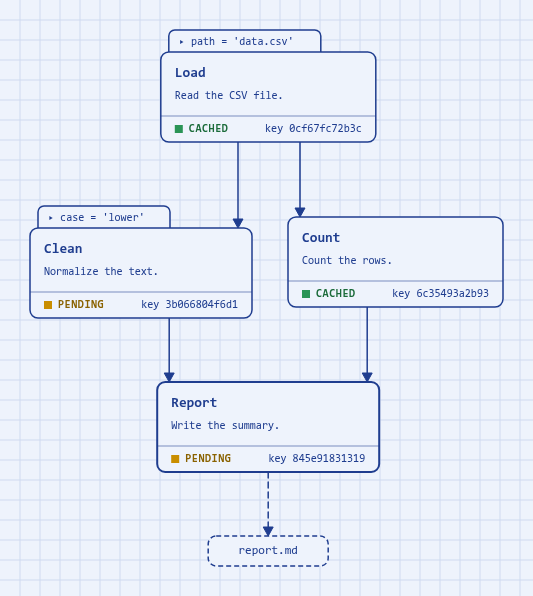 ▸ path = 'data.csv'
Load
Read the CSV file.
CACHED key 0cf67fc72b3c
▸ case = 'lower'
Clean
Normalize the text.
PENDING key 3b066804f6d1
Count
Count the rows.
CACHED key 6c35493a2b93
Report
Write the summary.
PENDING key 845e91831319
report.md